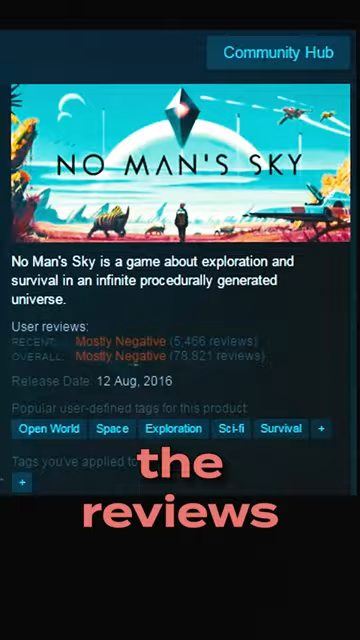 Community Hub
NO MAN'S SKY
No Man's Sky is a game about exploration and
survival in an infinite procedurally generated
universe.
User reviews:
RECENT: Mostly Negative (5,466 reviews)
OVERALL: Mostly Negative (78,821 reviews)
Release Date: 12 Aug, 2016
Popular user-defined tags for this product:
Open World Space Exploration Sci-fi Survival +
Tags you've applied to
+
the
reviews